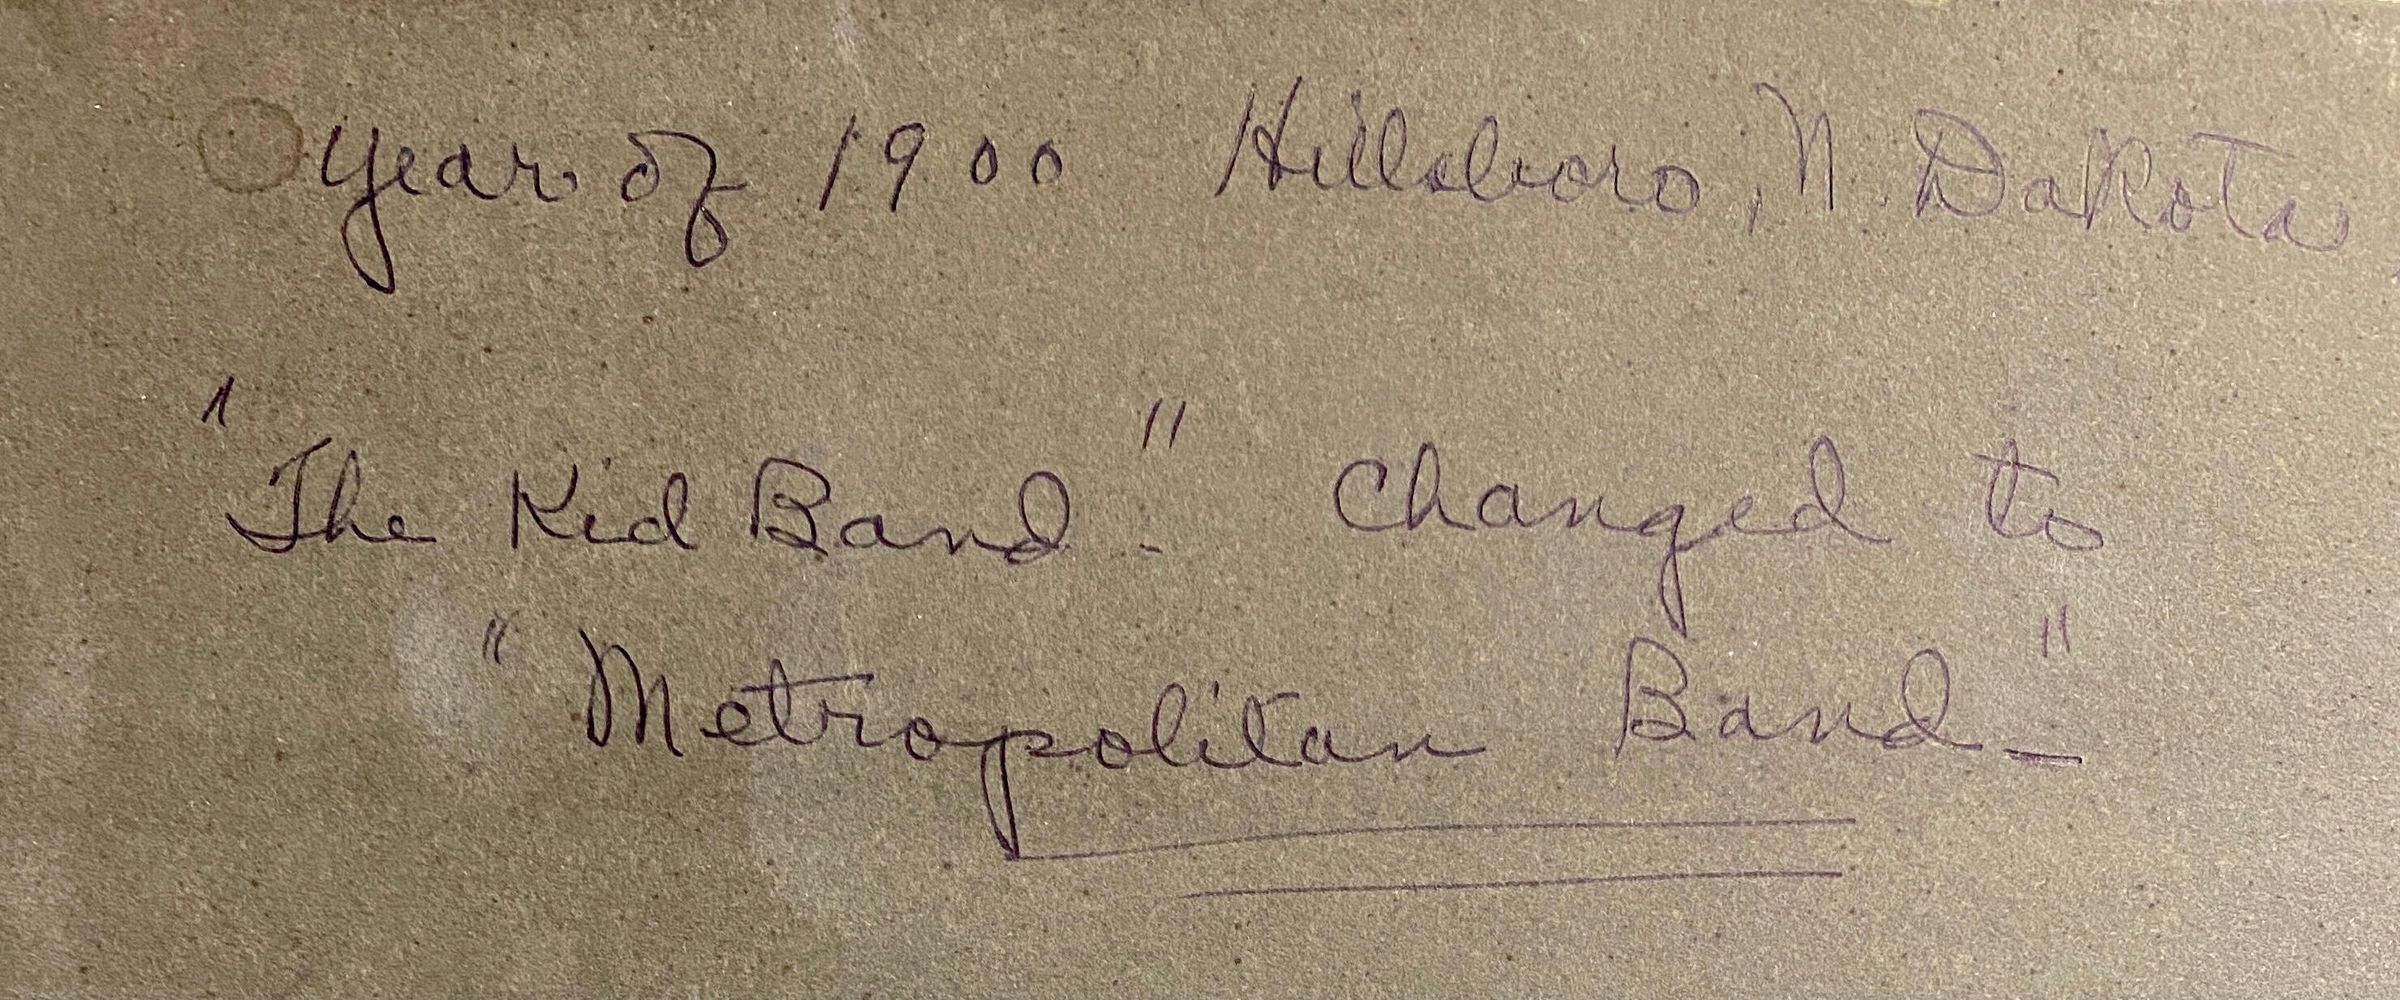 Year of 1900 Hillsboro, N. Dakota
"The Kid Band-" Changed to
"Metropolitan Band-"